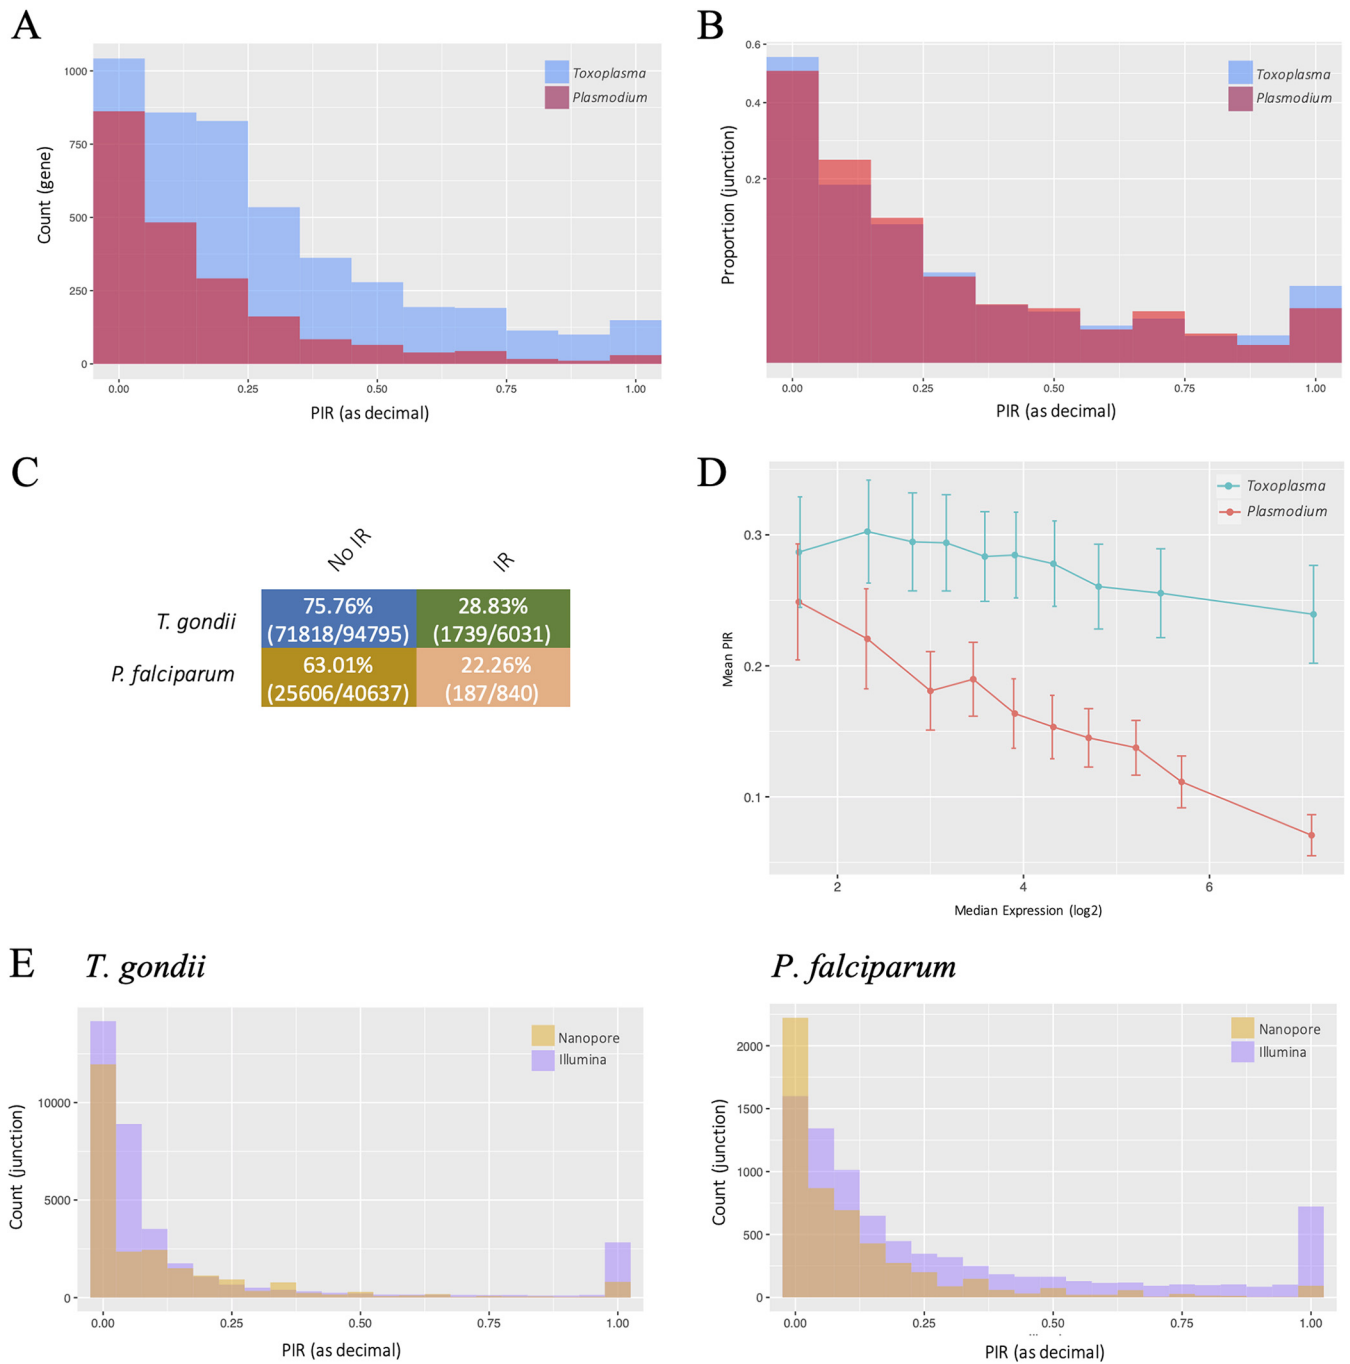 A
Count (gene)
1000
750
500
250
0
0.00
0.25
0.50
0.75
1.00
PIR (as decimal)
Toxoplasma
Plasmodium
B
Proportion (junction)
0.6
0.4
0.2
0.00
0.25
0.50
0.75
1.00
PIR (as decimal)
Toxoplasma
Plasmodium
C
No IR
IR
T. gondii
75.76%
(71818/94795)
28.83%
(1739/6031)
P. falciparum
63.01%
(25606/40637)
22.26%
(187/840)
D
Mean PIR
0.3
0.2
0.1
2
4
6
Median Expression (log2)
Toxoplasma
Plasmodium
E
T. gondii
Count (junction)
10000
5000
0
0.00
0.25
0.50
0.75
1.00
PIR (as decimal)
Nanopore
Illumina
P. falciparum
Count (junction)
2000
1500
1000
500
0
0.00
0.25
0.50
0.75
1.00
PIR (as decimal)
Nanopore
Illumina